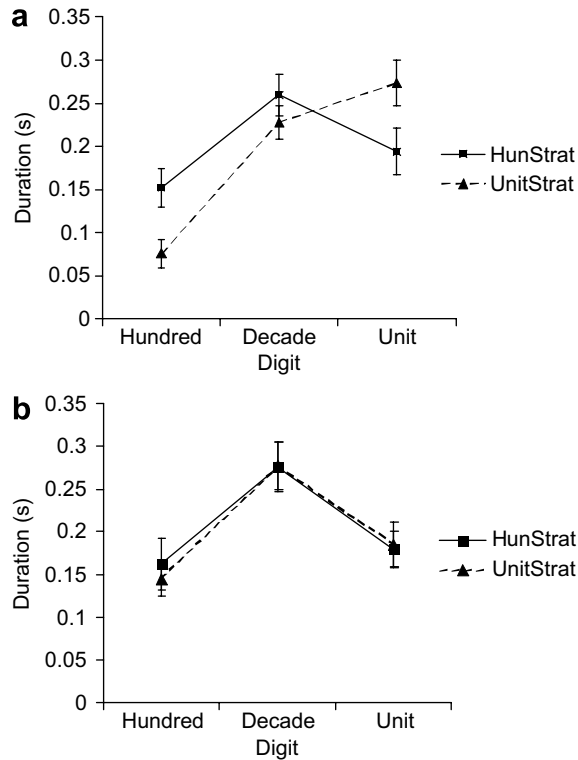 a
0.35
0.3
0.25
0.2
0.15
0.1
0.05
0
Duration (s)
Hundred Decade Unit
Digit
HunStrat
UnitStrat
b
0.35
0.3
0.25
0.2
0.15
0.1
0.05
0
Duration (s)
Hundred Decade Unit
Digit
HunStrat
UnitStrat